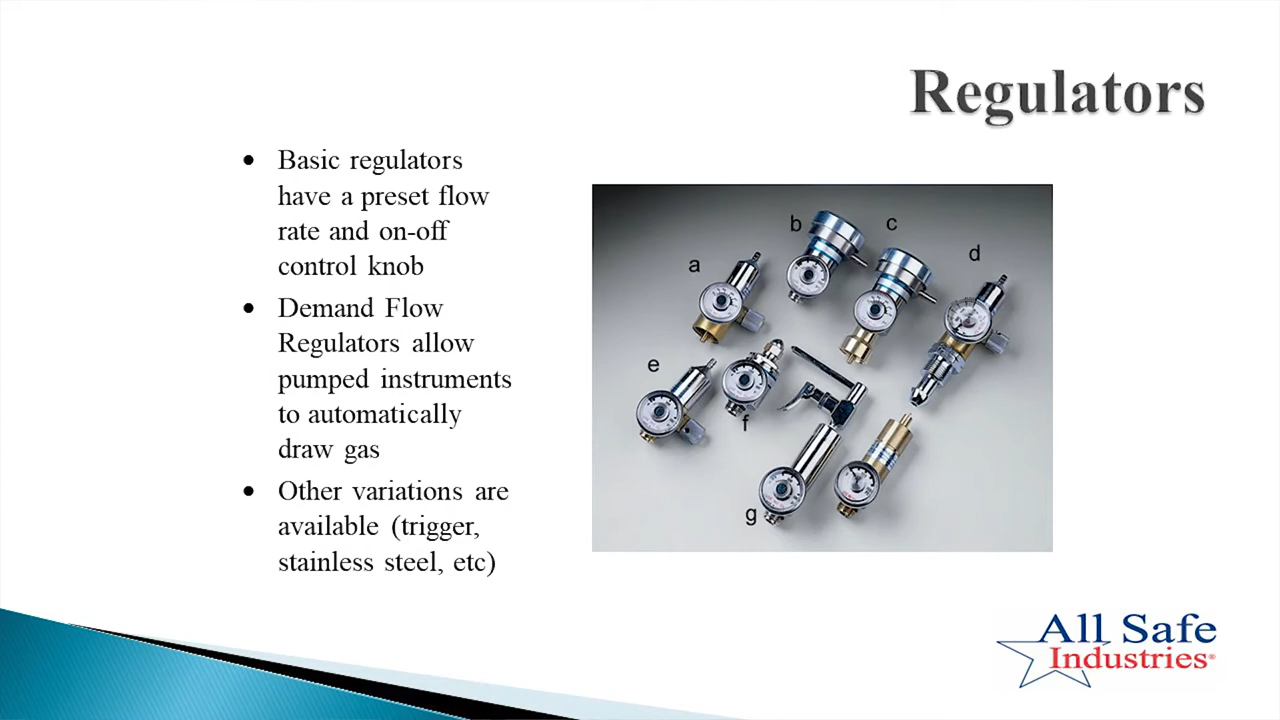 Regulators
• Basic regulators
have a preset flow
rate and on-off
control knob
• Demand Flow
Regulators allow
pumped instruments
to automatically
draw gas
• Other variations are
available (trigger,
stainless steel, etc)
a
b
c
d
e
f
g
All Safe
Industries®